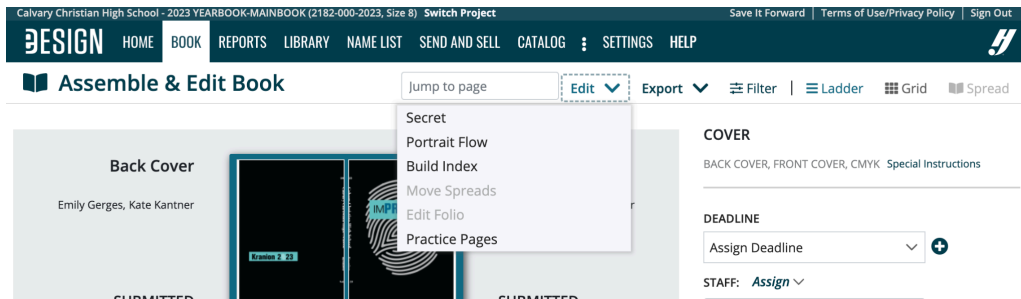 Calvary Christian High School - 2023 YEARBOOK-MAINBOOK (2182-000-2023, Size 8) Switch Project Save It Forward | Terms of Use/Privacy Policy | Sign Out
DESIGN HOME BOOK REPORTS LIBRARY NAME LIST SEND AND SELL CATALOG SETTINGS HELP
Assemble & Edit Book Jump to page Edit Export Filter | Ladder Grid Spread
Secret
Portrait Flow
Build Index
Move Spreads
Edit Folio
Practice Pages
Back Cover
Emily Gerges, Kate Kantner
IMPR
Kranion 2 23
SUBMITTED
SUBMITTED
COVER
BACK COVER, FRONT COVER, CMYK Special Instructions
DEADLINE
Assign Deadline
STAFF: Assign